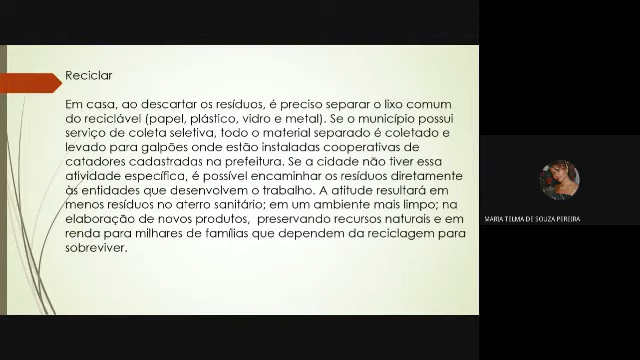 Reciclar
Em casa, ao descartar os resíduos, é preciso separar o lixo comum
do reciclável (papel, plástico, vidro e metal). Se o município possui
serviço de coleta seletiva, todo o material separado é coletado e
levado para galpões onde estão instaladas cooperativas de
catadores cadastradas na prefeitura. Se a cidade não tiver essa
atividade específica, é possível encaminhar os resíduos diretamente
às entidades que desenvolvem o trabalho. A atitude resultará em
menos resíduos no aterro sanitário; em um ambiente mais limpo; na
elaboração de novos produtos, preservando recursos naturais e em
renda para milhares de famílias que dependem da reciclagem para
sobreviver.
MARIA TELMA DE SOUZA PEREIRA